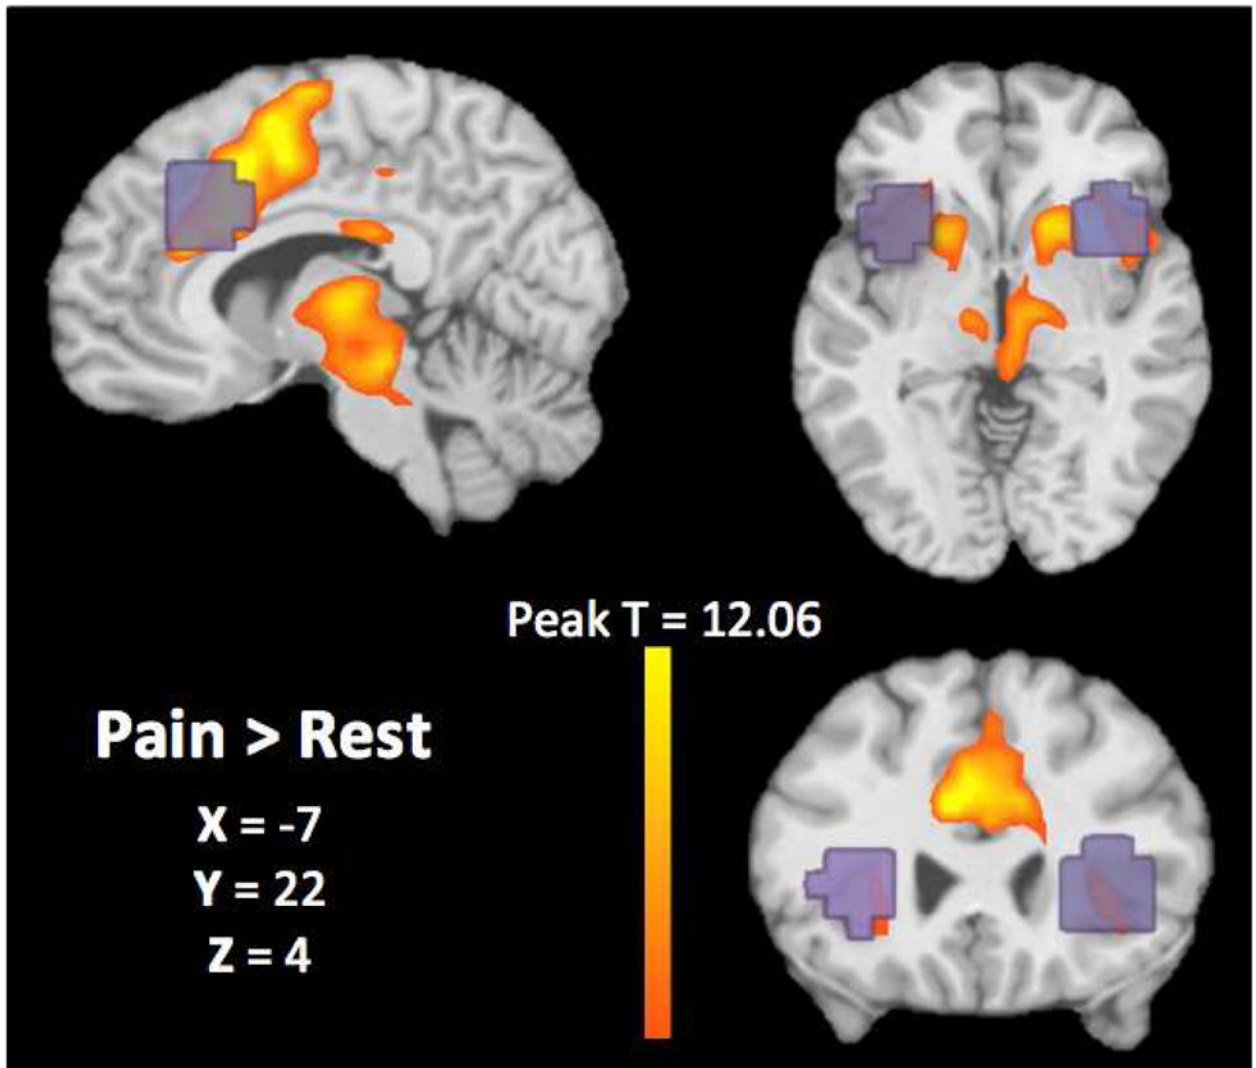 Peak T = 12.06
Pain > Rest
X = -7
Y = 22
Z = 4